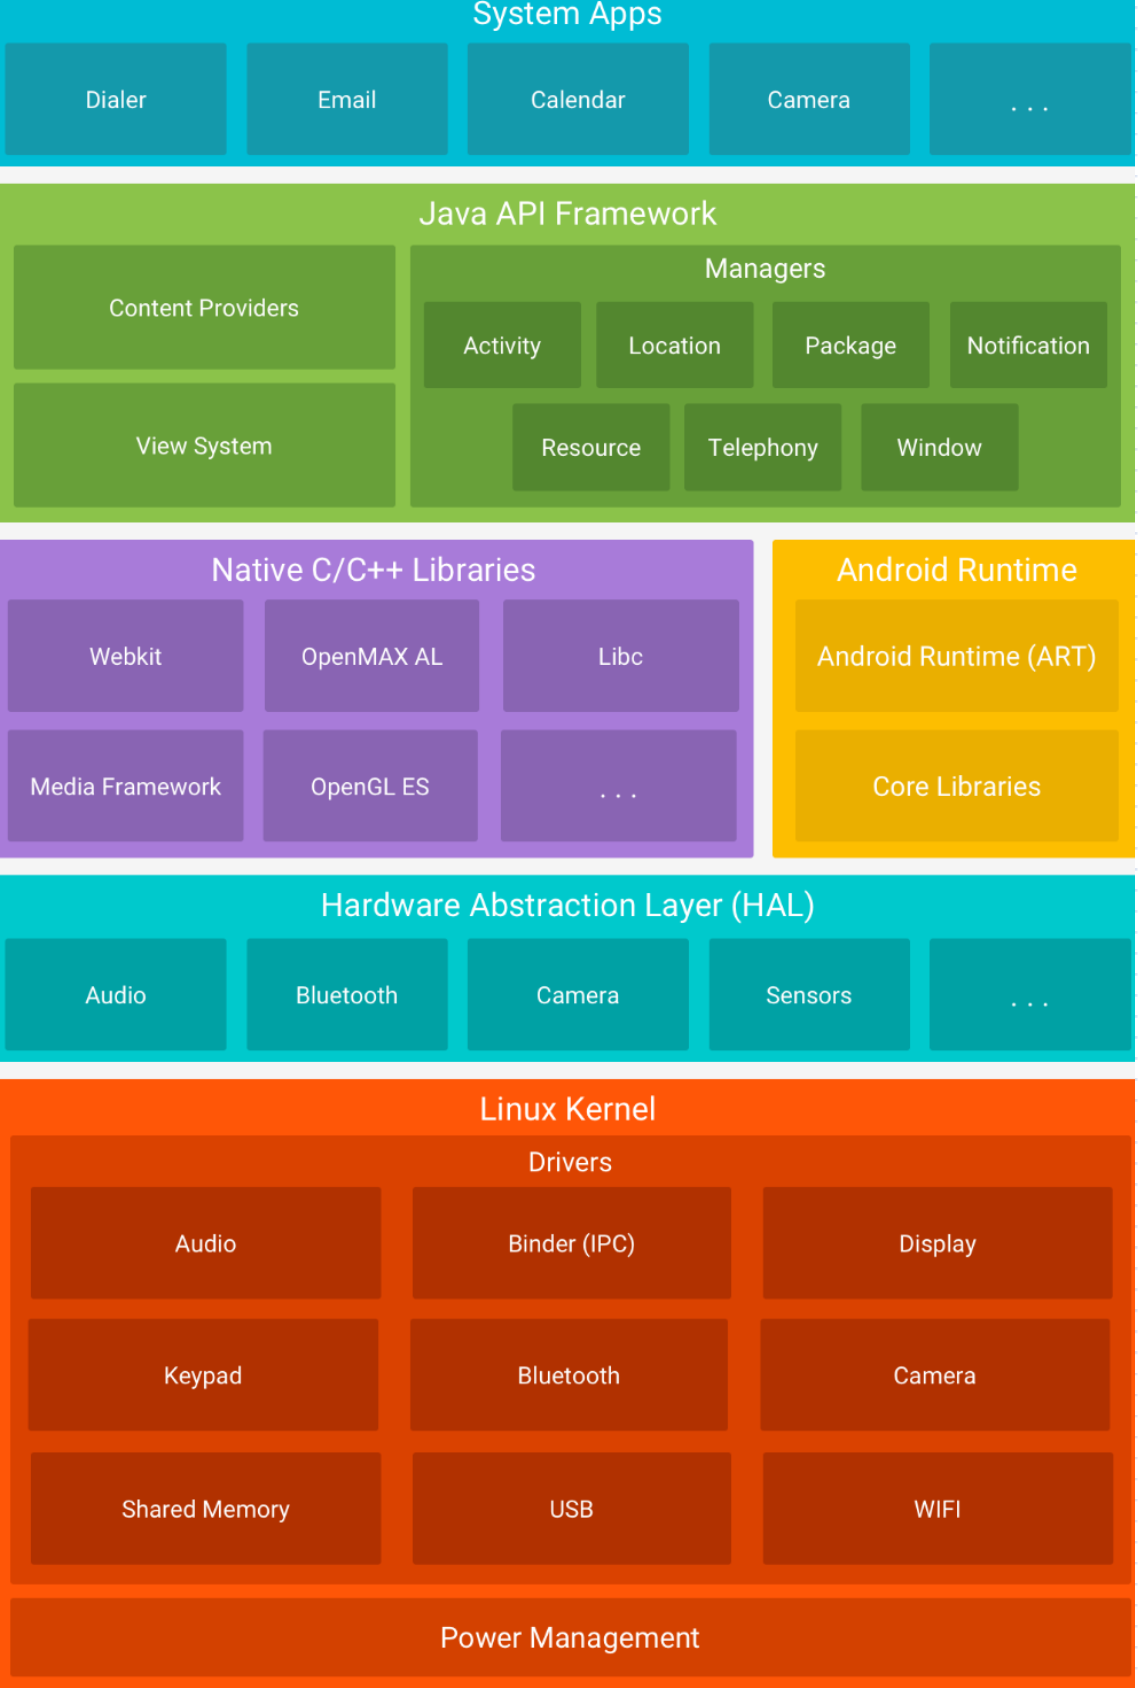 System Apps
Dialer
Email
Calendar
Camera
. . .
Java API Framework
Content Providers
View System
Managers
Activity
Location
Package
Notification
Resource
Telephony
Window
Native C/C++ Libraries
Webkit
OpenMAX AL
Libc
Media Framework
OpenGL ES
. . .
Android Runtime
Android Runtime (ART)
Core Libraries
Hardware Abstraction Layer (HAL)
Audio
Bluetooth
Camera
Sensors
. . .
Linux Kernel
Drivers
Audio
Binder (IPC)
Display
Keypad
Bluetooth
Camera
Shared Memory
USB
WIFI
Power Management